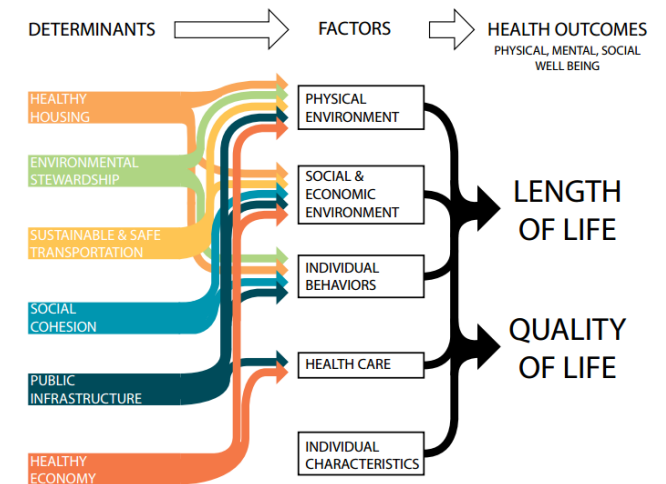 DETERMINANTS
FACTORS
HEALTH OUTCOMES
PHYSICAL, MENTAL, SOCIAL
WELL BEING
HEALTHY
HOUSING
ENVIRONMENTAL
STEWARDSHIP
SUSTAINABLE & SAFE
TRANSPORTATION
SOCIAL
COHESION
PUBLIC
INFRASTRUCTURE
HEALTHY
ECONOMY
PHYSICAL
ENVIRONMENT
SOCIAL &
ECONOMIC
ENVIRONMENT
INDIVIDUAL
BEHAVIORS
HEALTH CARE
INDIVIDUAL
CHARACTERISTICS
LENGTH
OF LIFE
QUALITY
OF LIFE